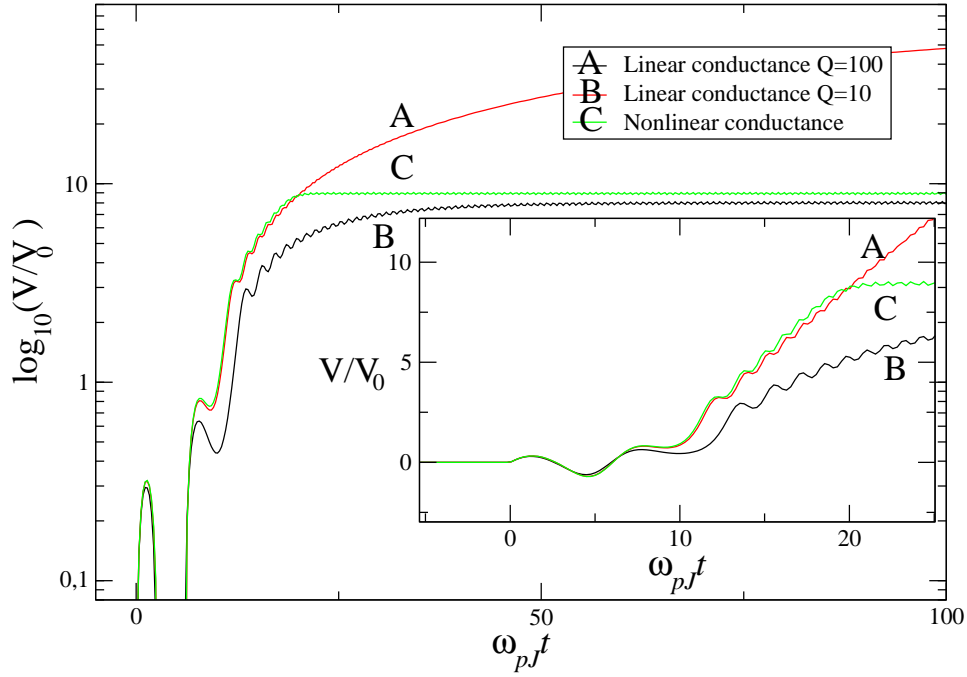 log10(V/V0)
10
1
0,1
0
50
100
ωpJt
A
C
B
A Linear conductance Q=100
B Linear conductance Q=10
C Nonlinear conductance
V/V0
10
5
0
0
10
20
ωpJt
A
C
B